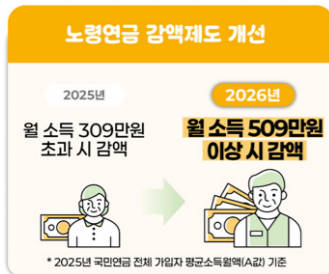 노령연금 감액제도 개선
2025년
월 소득 309만원
초과 시 감액
2026년
월 소득 509만원
이상 시 감액
* 2025년 국민연금 전체 가입자 평균소득월액(A값) 기준